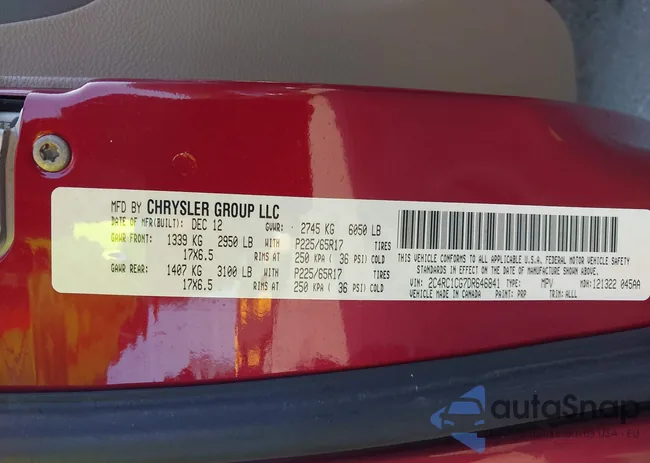 MFD BY CHRYSLER GROUP LLC
DATE OF MFR(BUILT): DEC 12 GVWR: - 2745 KG 6050 LB
GAWR FRONT: 1339 KG 2950 LB WITH P225/65R17 TIRES
17X6.5 RIMS AT 250 KPA ( 36 PSI) COLD
GAWR REAR: 1407 KG 3100 LB WITH P225/65R17 TIRES
17X6.5 RIMS AT 250 KPA ( 36 PSI) COLD
THIS VEHICLE CONFORMS TO ALL APPLICABLE FEDERAL MOTOR VEHICLE SAFETY
STANDARDS IN EFFECT ON THE DATE OF MANUFACTURE SHOWN ABOVE.
VIN: 2C4RC1CG7DR646841 TYPE: MPV MDH: 121322 045AA
VEHICLE MADE IN CANADA PAINT: PRP TRIM: ALLL
autoSnap